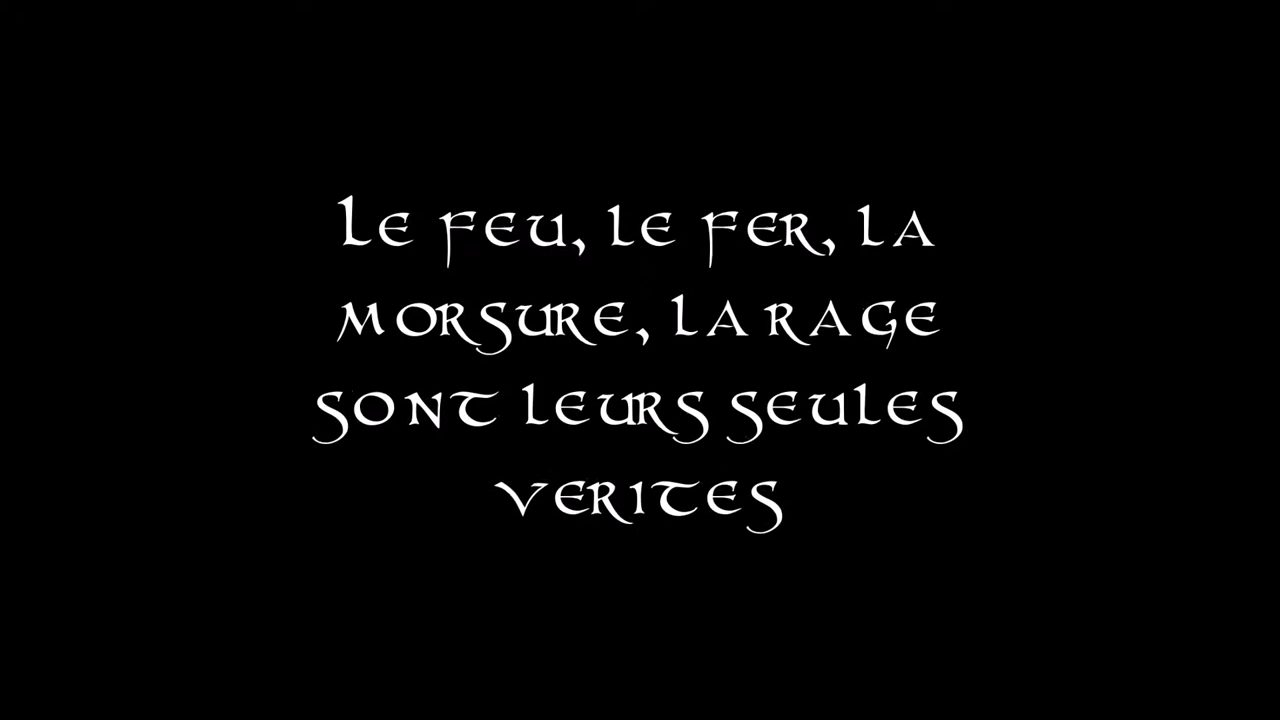 Le feu, le fer, la
morsure, la rage
sont leurs seules
verites